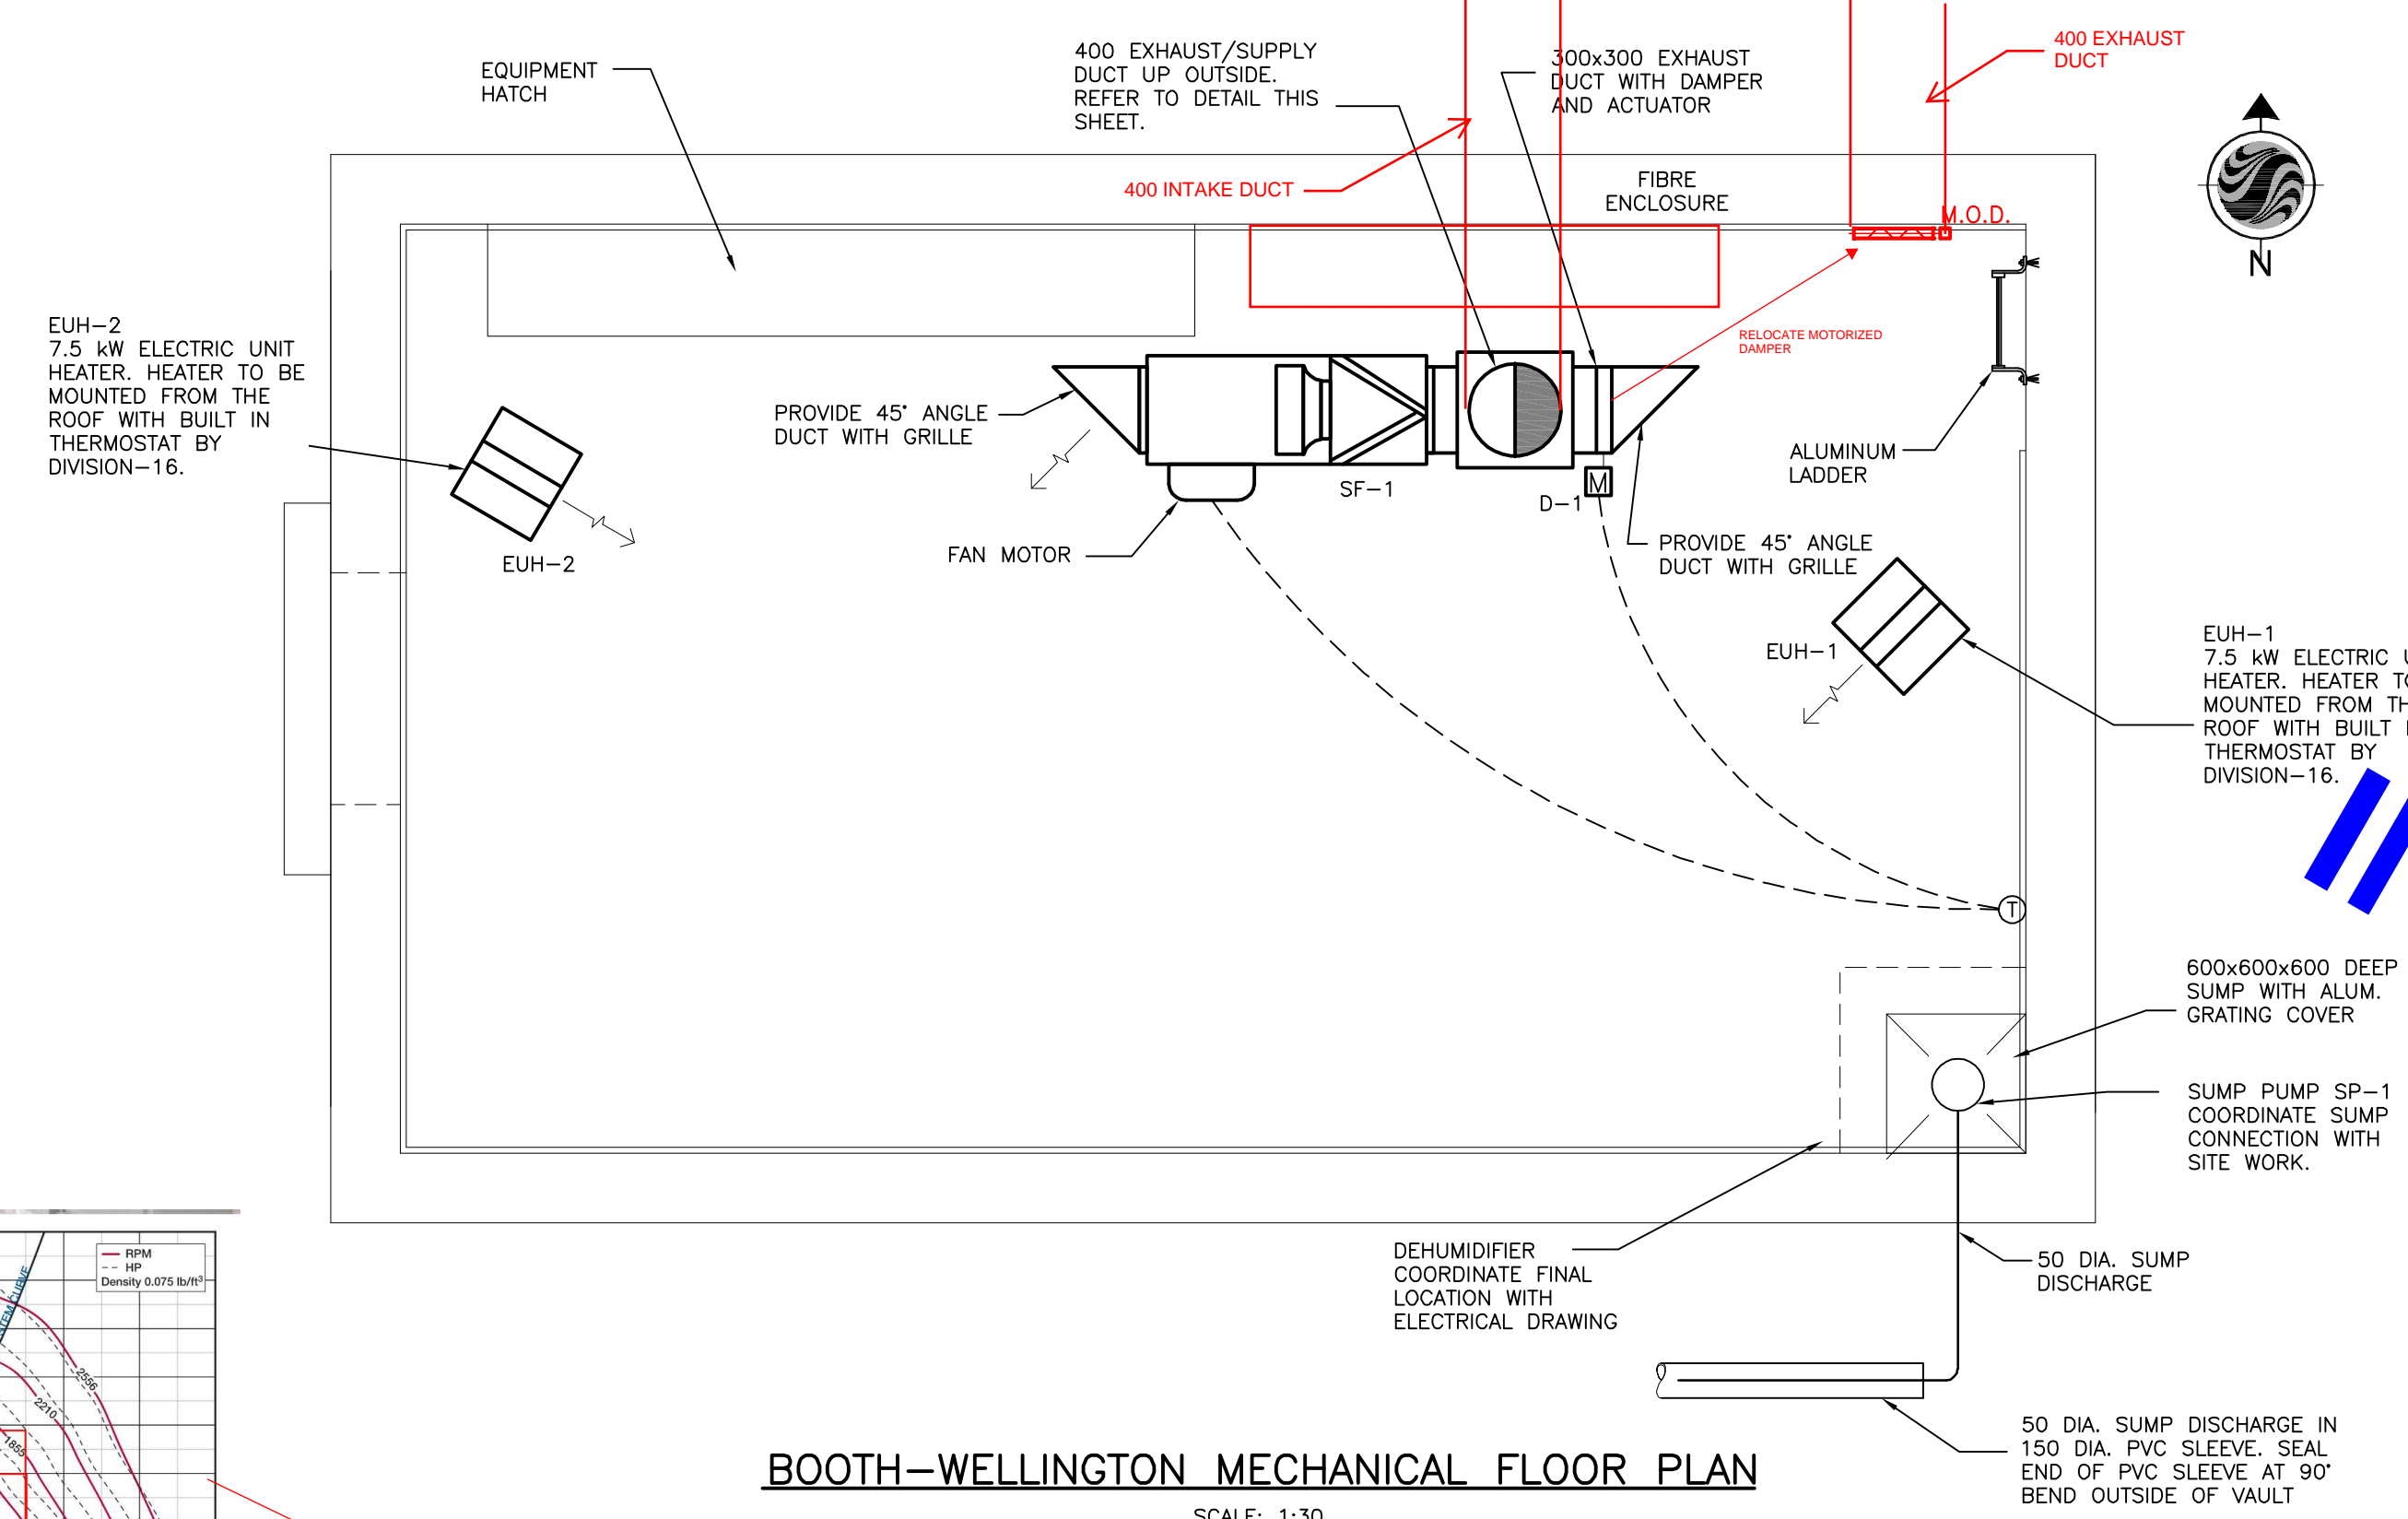 EQUIPMENT
HATCH
400 EXHAUST/SUPPLY
DUCT UP OUTSIDE.
REFER TO DETAIL THIS
SHEET.
300x300 EXHAUST
DUCT WITH DAMPER
AND ACTUATOR
400 EXHAUST
DUCT
400 INTAKE DUCT
FIBRE
ENCLOSURE
M.O.D.
N
RELOCATE MOTORIZED
DAMPER
EUH-2
7.5 kW ELECTRIC UNIT
HEATER. HEATER TO BE
MOUNTED FROM THE
ROOF WITH BUILT IN
THERMOSTAT BY
DIVISION-16.
PROVIDE 45° ANGLE
DUCT WITH GRILLE
ALUMINUM
LADDER
SF-1
M
D-1
FAN MOTOR
EUH-2
PROVIDE 45° ANGLE
DUCT WITH GRILLE
EUH-1
EUH-1
7.5 kW ELECTRIC
HEATER. HEATER
MOUNTED FROM
ROOF WITH BUILT
THERMOSTAT BY
DIVISION-16.
T
600x600x600 DEEP
SUMP WITH ALUM.
GRATING COVER
SUMP PUMP SP-1
COORDINATE SUMP
CONNECTION WITH
SITE WORK.
DEHUMIDIFIER
COORDINATE FINAL
LOCATION WITH
ELECTRICAL DRAWING
50 DIA. SUMP
DISCHARGE
RPM
HP
Density 0.075 lb/ft³
CURVE
2556
2210
1855
50 DIA. SUMP DISCHARGE IN
150 DIA. PVC SLEEVE. SEAL
END OF PVC SLEEVE AT 90°
BEND OUTSIDE OF VAULT
BOOTH-WELLINGTON MECHANICAL FLOOR PLAN
SCALE: 1:30